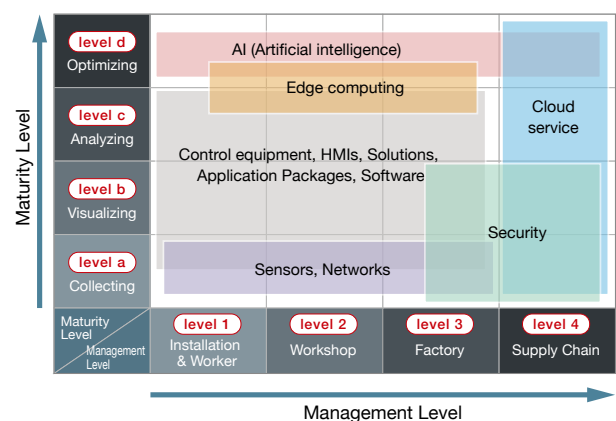 Maturity Level
level d
Optimizing
level c
Analyzing
level b
Visualizing
level a
Collecting
AI (Artificial intelligence)
Edge computing
Cloud
service
Control equipment, HMIs, Solutions,
Application Packages, Software
Security
Sensors, Networks
Maturity
Level
Management
Level
level 1
Installation
& Worker
level 2
Workshop
level 3
Factory
level 4
Supply Chain
Management Level